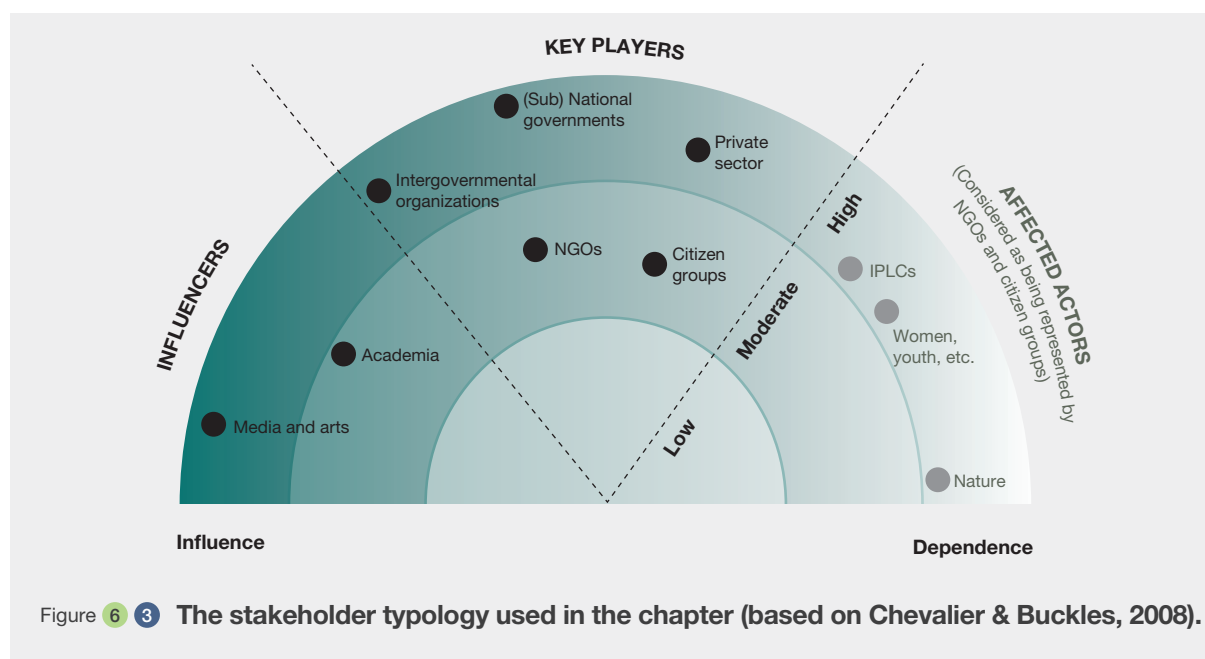 KEY PLAYERS
(Sub) National
governments
Private
sector
Intergovernmental
organizations
INFLUENCERS
NGOs
Citizen
groups
High
Moderate
Low
AFFECTED ACTORS
(Considered as being represented by
NGOs and citizen groups)
IPLCs
Women,
youth, etc.
Academia
Media and arts
Nature
Influence
Dependence
Figure 6 3 The stakeholder typology used in the chapter (based on Chevalier & Buckles, 2008).